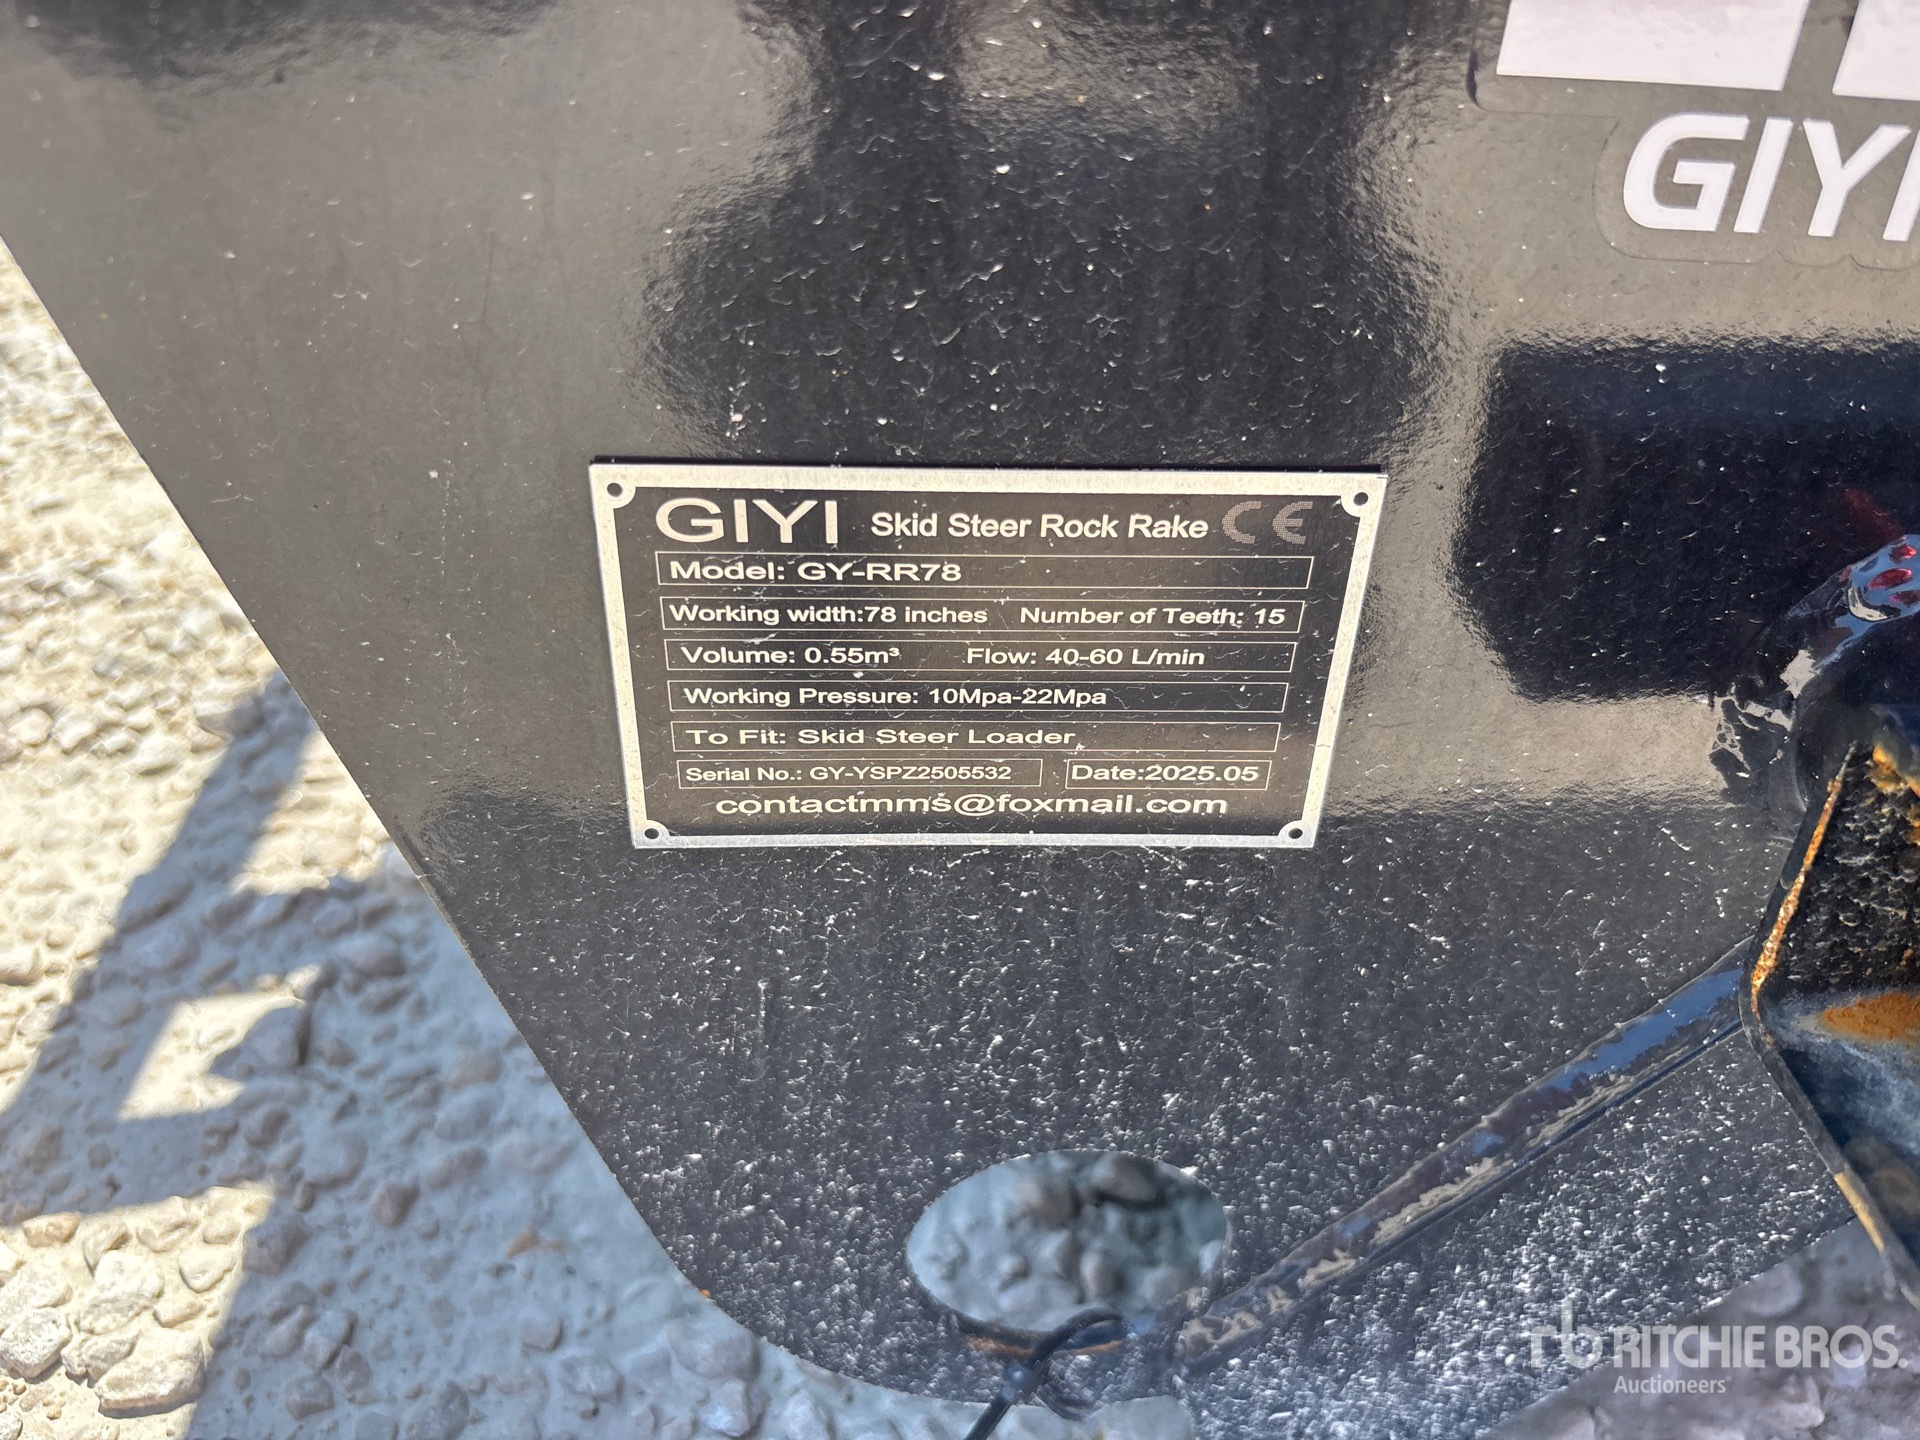 GIYI
GIYI Skid Steer Rock Rake CE
Model: GY-RR78
Working width:78 inches Number of Teeth: 15
Volume: 0.55m³ Flow: 40-60 L/min
Working Pressure: 10Mpa-22Mpa
To Fit: Skid Steer Loader
Serial No.: GY-YSPZ2505532 Date:2025.05
contactmms@foxmail.com
rb RITCHIE BROS.
Auctioneers